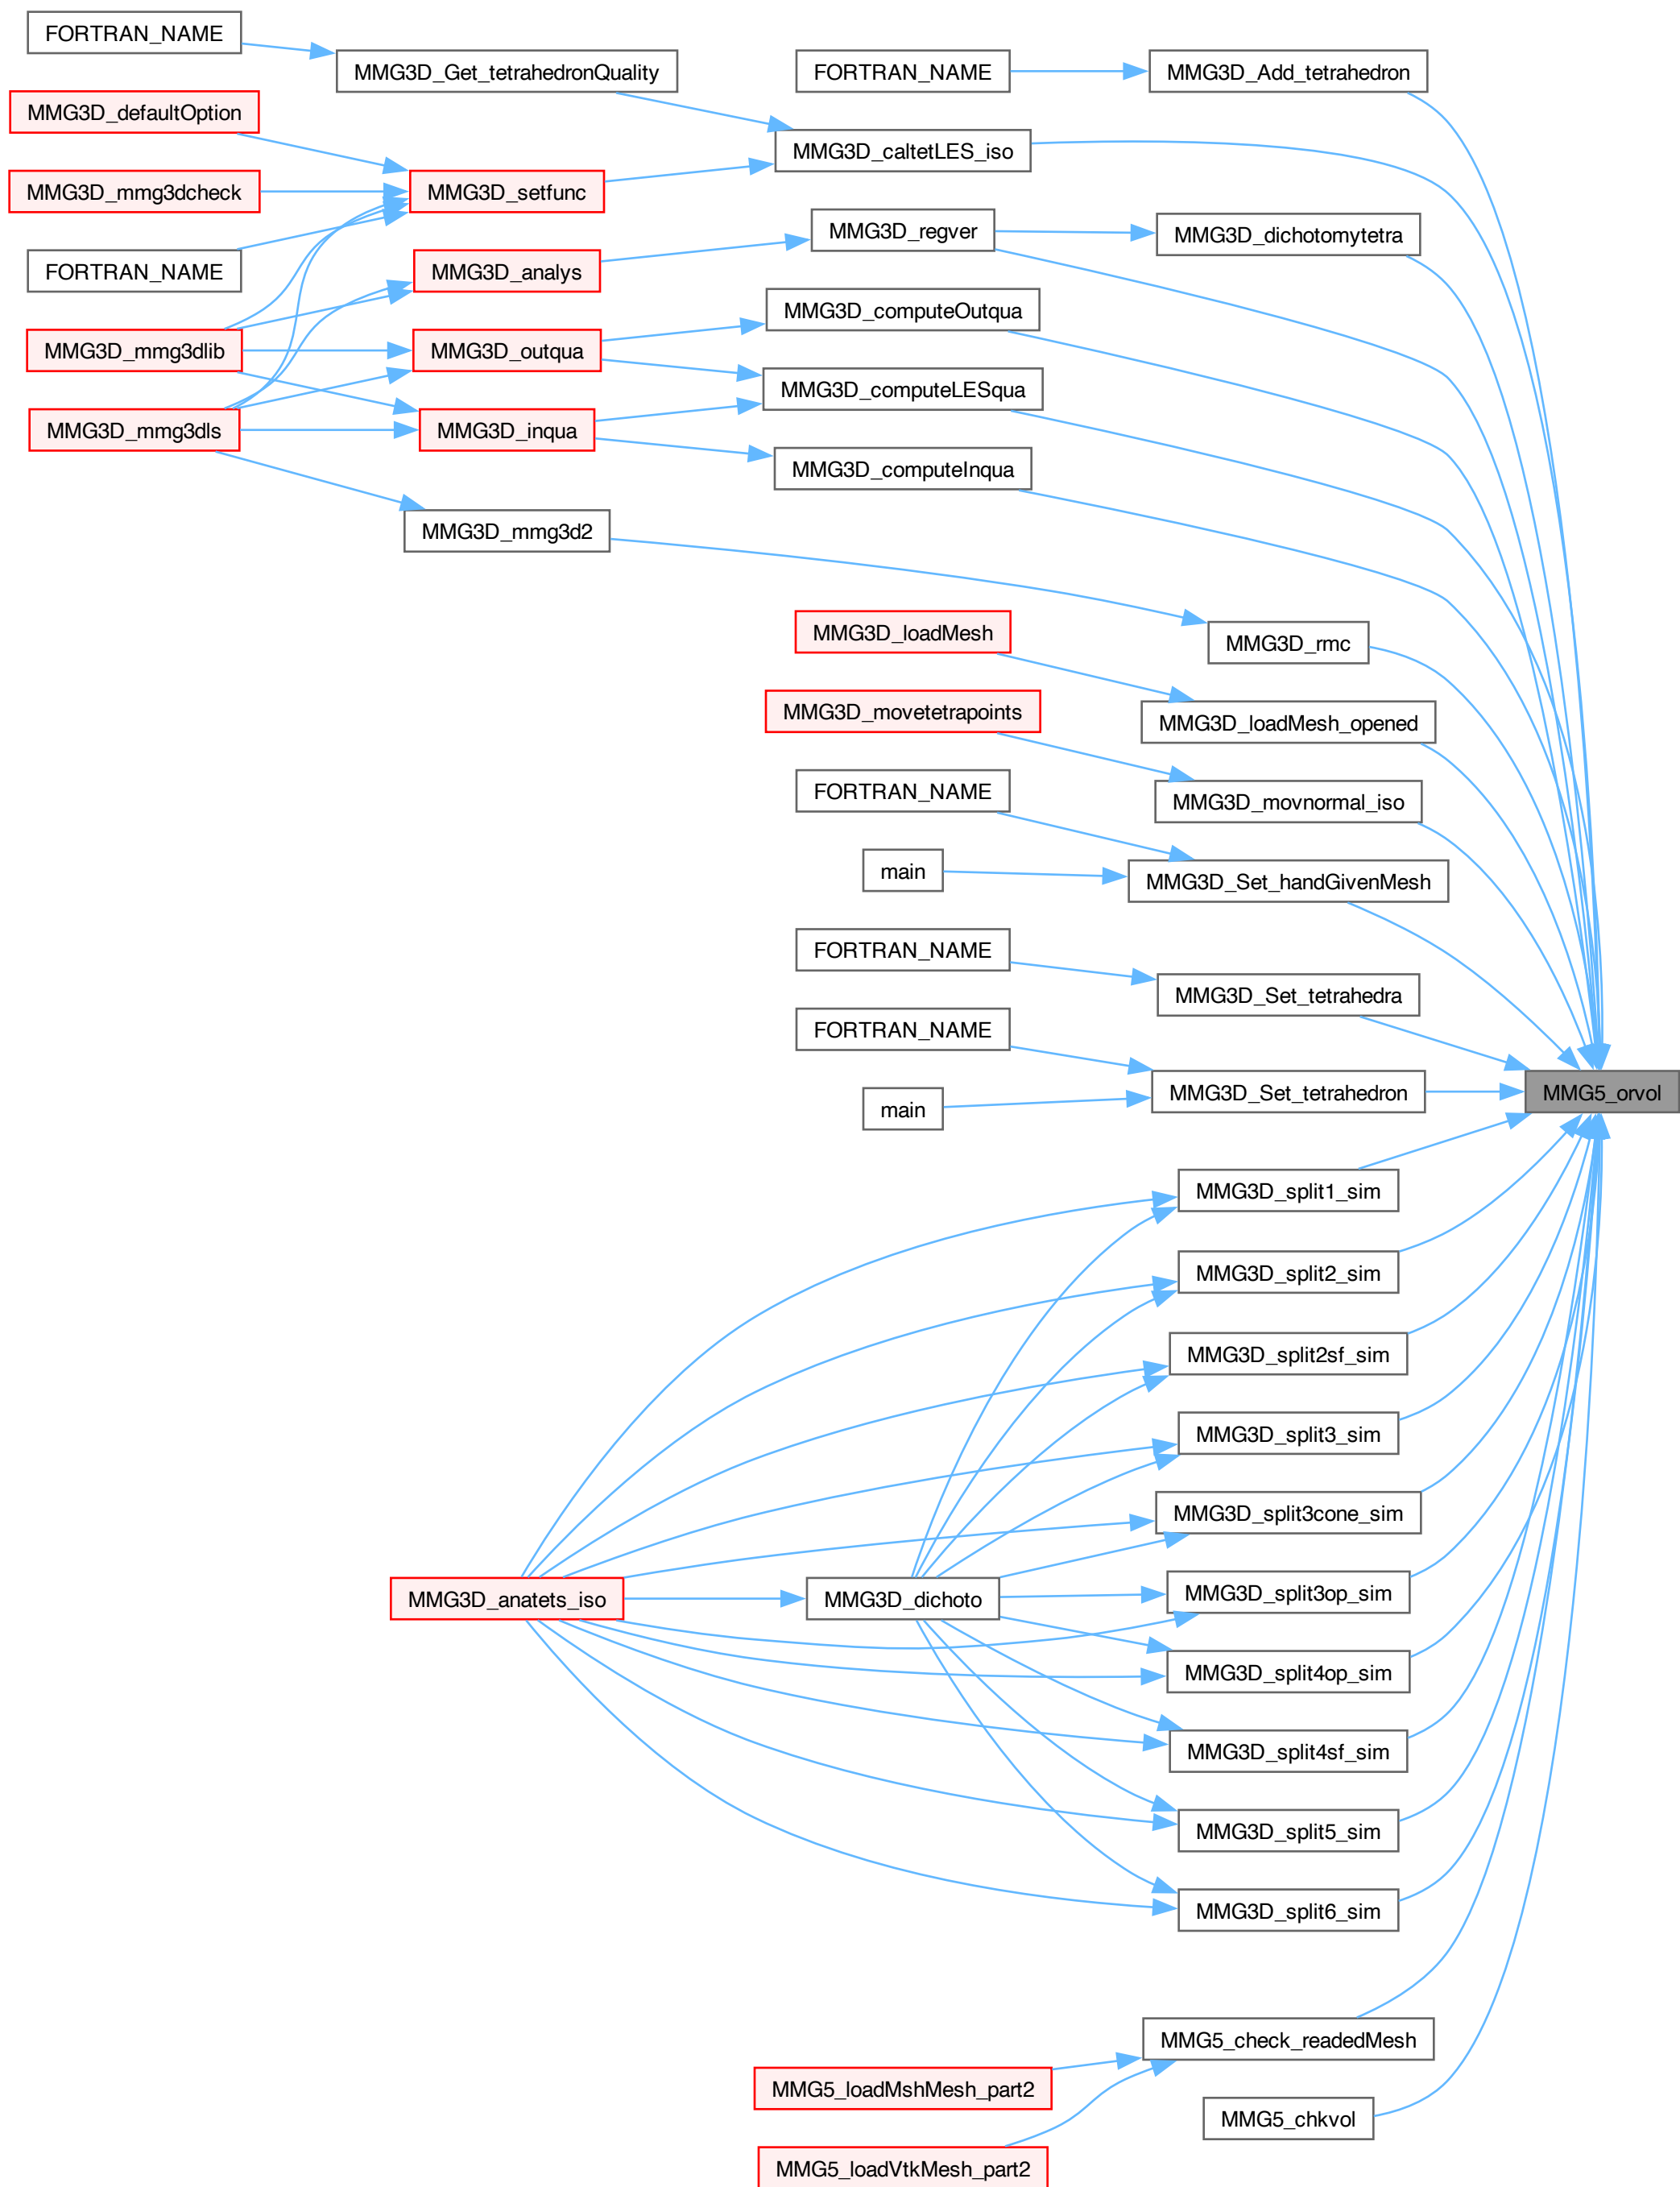 FORTRAN_NAME
MMG3D_Get_tetrahedronQuality
FORTRAN_NAME
MMG3D_Add_tetrahedron
MMG3D_defaultOption
MMG3D_caltetLES_iso
MMG3D_mmg3dcheck
MMG3D_setfunc
MMG3D_regver
MMG3D_dichotomytetra
FORTRAN_NAME
MMG3D_analys
MMG3D_computeOutqua
MMG3D_mmg3dlib
MMG3D_outqua
MMG3D_computeLESqua
MMG3D_mmg3dls
MMG3D_inqua
MMG3D_computeInqua
MMG3D_mmg3d2
MMG3D_loadMesh
MMG3D_rmc
MMG3D_movetetrapoints
MMG3D_loadMesh_opened
FORTRAN_NAME
MMG3D_movnormal_iso
main
MMG3D_Set_handGivenMesh
FORTRAN_NAME
MMG3D_Set_tetrahedra
FORTRAN_NAME
MMG3D_Set_tetrahedron
MMG5_orvol
main
MMG3D_split1_sim
MMG3D_split2_sim
MMG3D_split2sf_sim
MMG3D_split3_sim
MMG3D_split3cone_sim
MMG3D_anatets_iso
MMG3D_dichoto
MMG3D_split3op_sim
MMG3D_split4op_sim
MMG3D_split4sf_sim
MMG3D_split5_sim
MMG3D_split6_sim
MMG5_check_readedMesh
MMG5_loadMshMesh_part2
MMG5_chkvol
MMG5_loadVtkMesh_part2